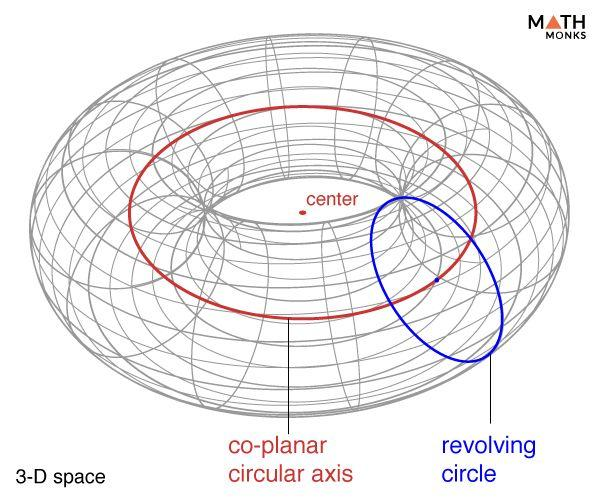 MATH
MONKS
center
co-planar
circular axis
revolving
circle
3-D space